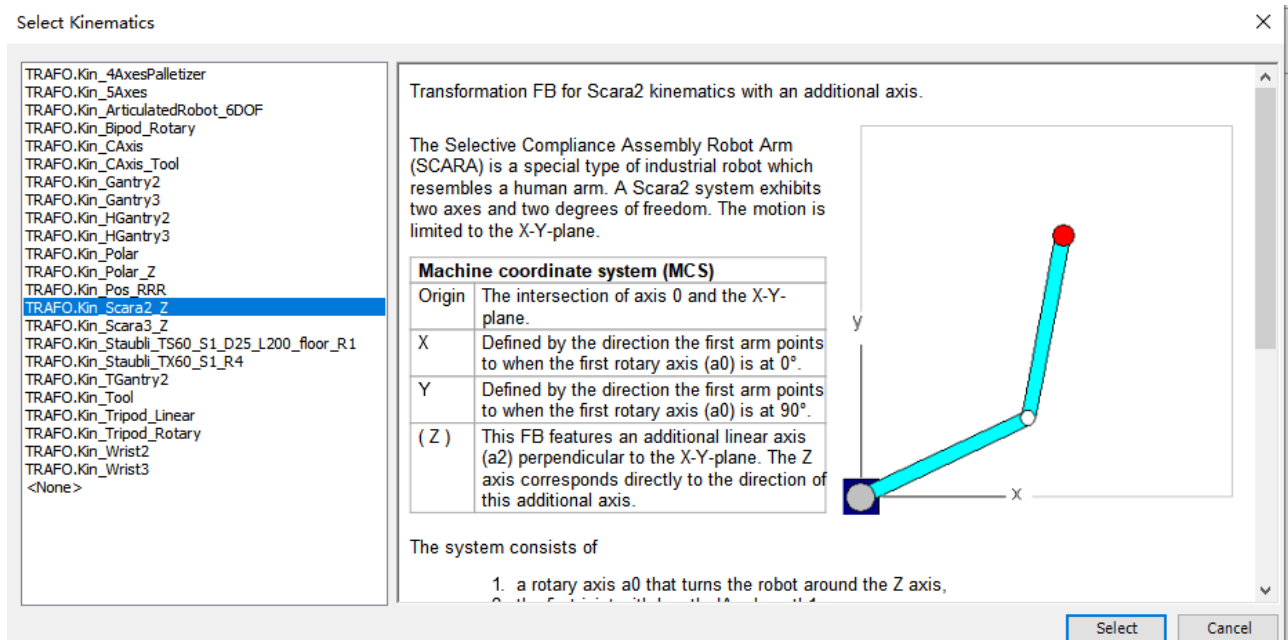 Select Kinematics
TRAFO.Kin_4AxesPalletizer
TRAFO.Kin_5Axes
TRAFO.Kin_ArticulatedRobot_6DOF
TRAFO.Kin_Bipod_Rotary
TRAFO.Kin_CAxis
TRAFO.Kin_CAxis_Tool
TRAFO.Kin_Gantry2
TRAFO.Kin_Gantry3
TRAFO.Kin_HGantry2
TRAFO.Kin_HGantry3
TRAFO.Kin_Polar
TRAFO.Kin_Polar_Z
TRAFO.Kin_Pos_RRR
TRAFO.Kin_Scara2_Z
TRAFO.Kin_Scara3_Z
TRAFO.Kin_Staubli_TS60_S1_D25_L200_floor_R1
TRAFO.Kin_Staubli_TX60_S1_R4
TRAFO.Kin_TGantry2
TRAFO.Kin_Tool
TRAFO.Kin_Tripod_Linear
TRAFO.Kin_Tripod_Rotary
TRAFO.Kin_Wrist2
TRAFO.Kin_Wrist3
<None>
Transformation FB for Scara2 kinematics with an additional axis.
The Selective Compliance Assembly Robot Arm
(SCARA) is a special type of industrial robot which
resembles a human arm. A Scara2 system exhibits
two axes and two degrees of freedom. The motion is
limited to the X-Y-plane.
Machine coordinate system (MCS)
Origin The intersection of axis 0 and the X-Y-
plane.
X Defined by the direction the first arm points
to when the first rotary axis (a0) is at 0°.
Y Defined by the direction the first arm points
to when the first rotary axis (a0) is at 90°.
( Z ) This FB features an additional linear axis
(a2) perpendicular to the X-Y-plane. The Z
axis corresponds directly to the direction of
this additional axis.
y
x
The system consists of
1. a rotary axis a0 that turns the robot around the Z axis,
Select Cancel